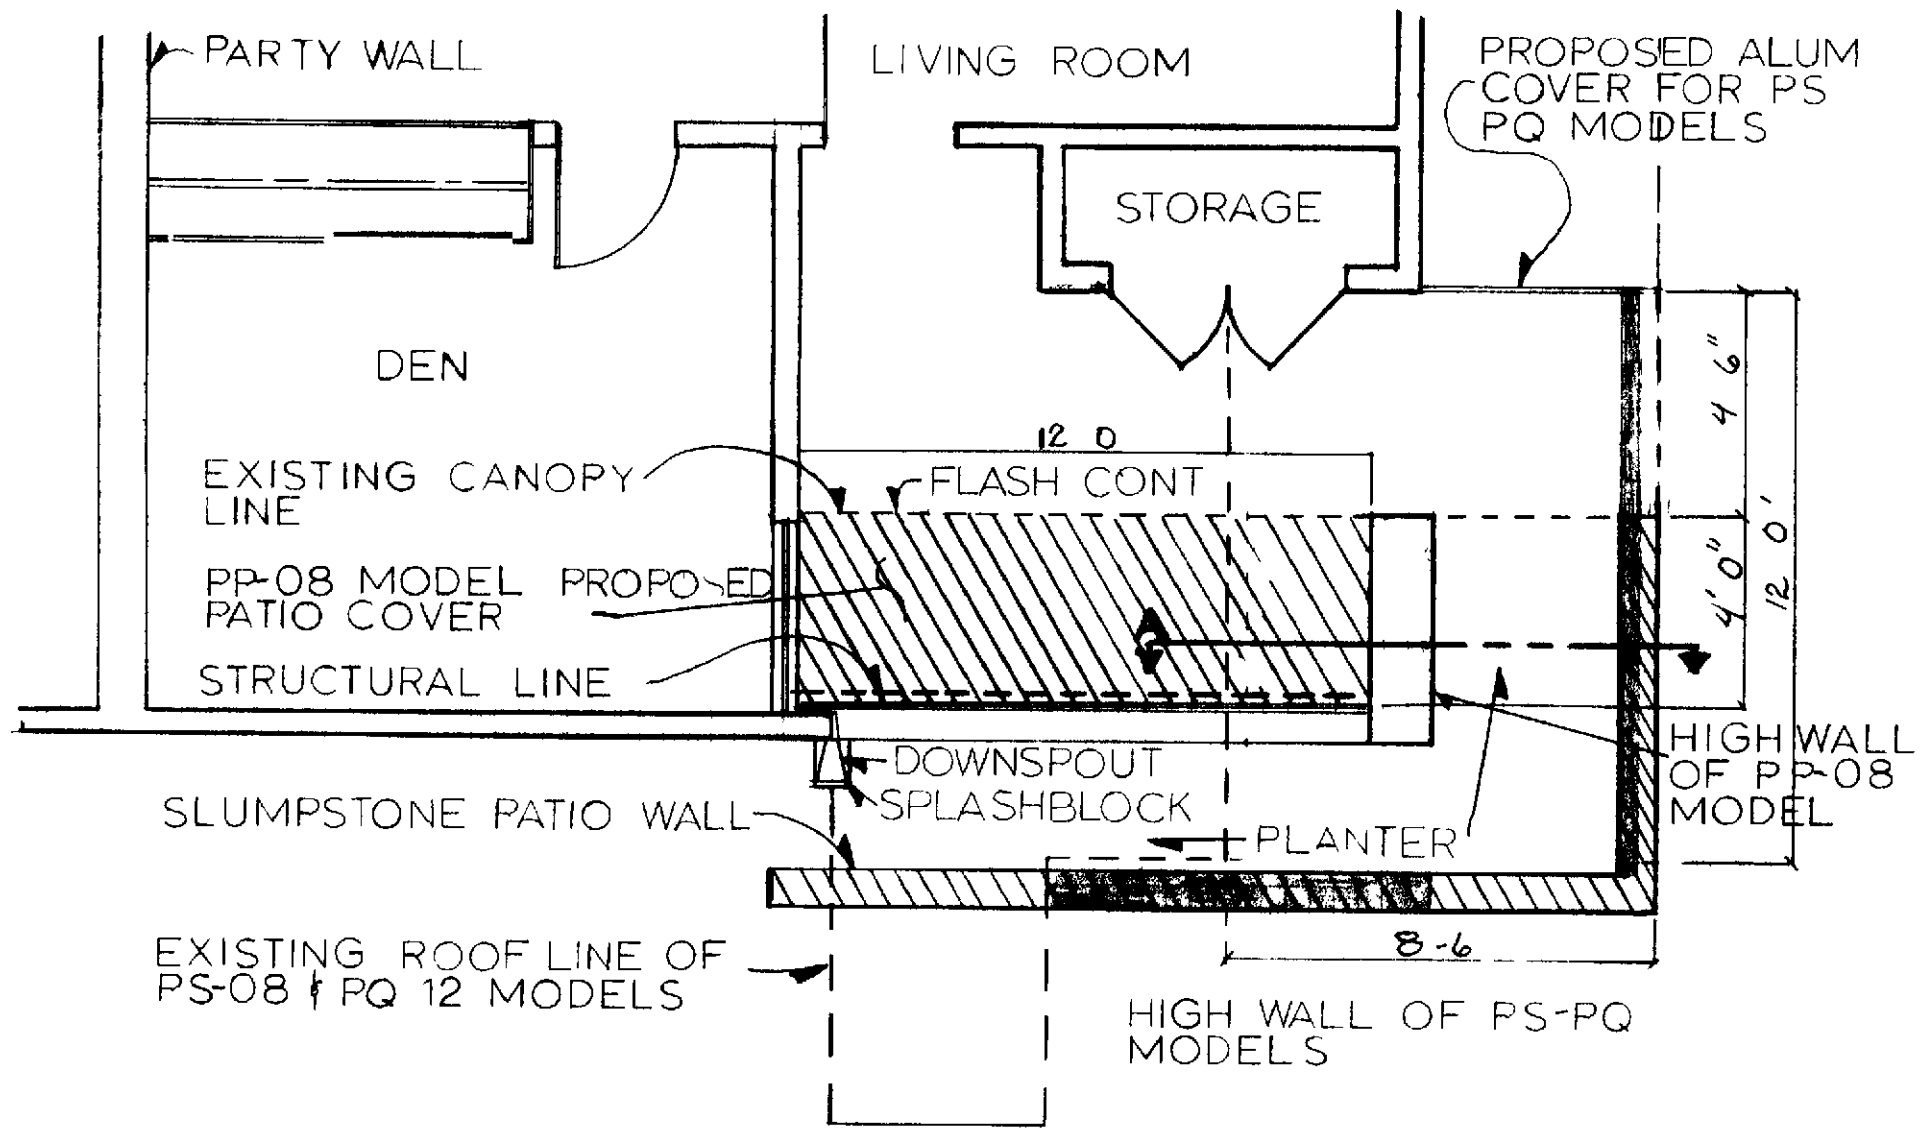 PARTY WALL
LIVING ROOM
PROPOSED ALUM
COVER FOR PS
PQ MODELS
STORAGE
DEN
4 6"
12 0
EXISTING CANOPY
LINE
FLASH CONT
4' 0"
12 0'
PP-08 MODEL PROPOSED
PATIO COVER
STRUCTURAL LINE
HIGH WALL
OF PP-08
MODEL
DOWNSPOUT
SPLASHBLOCK
SLUMPSTONE PATIO WALL
PLANTER
8-6
EXISTING ROOF LINE OF
PS-08 & PQ 12 MODELS
HIGH WALL OF PS-PQ
MODELS